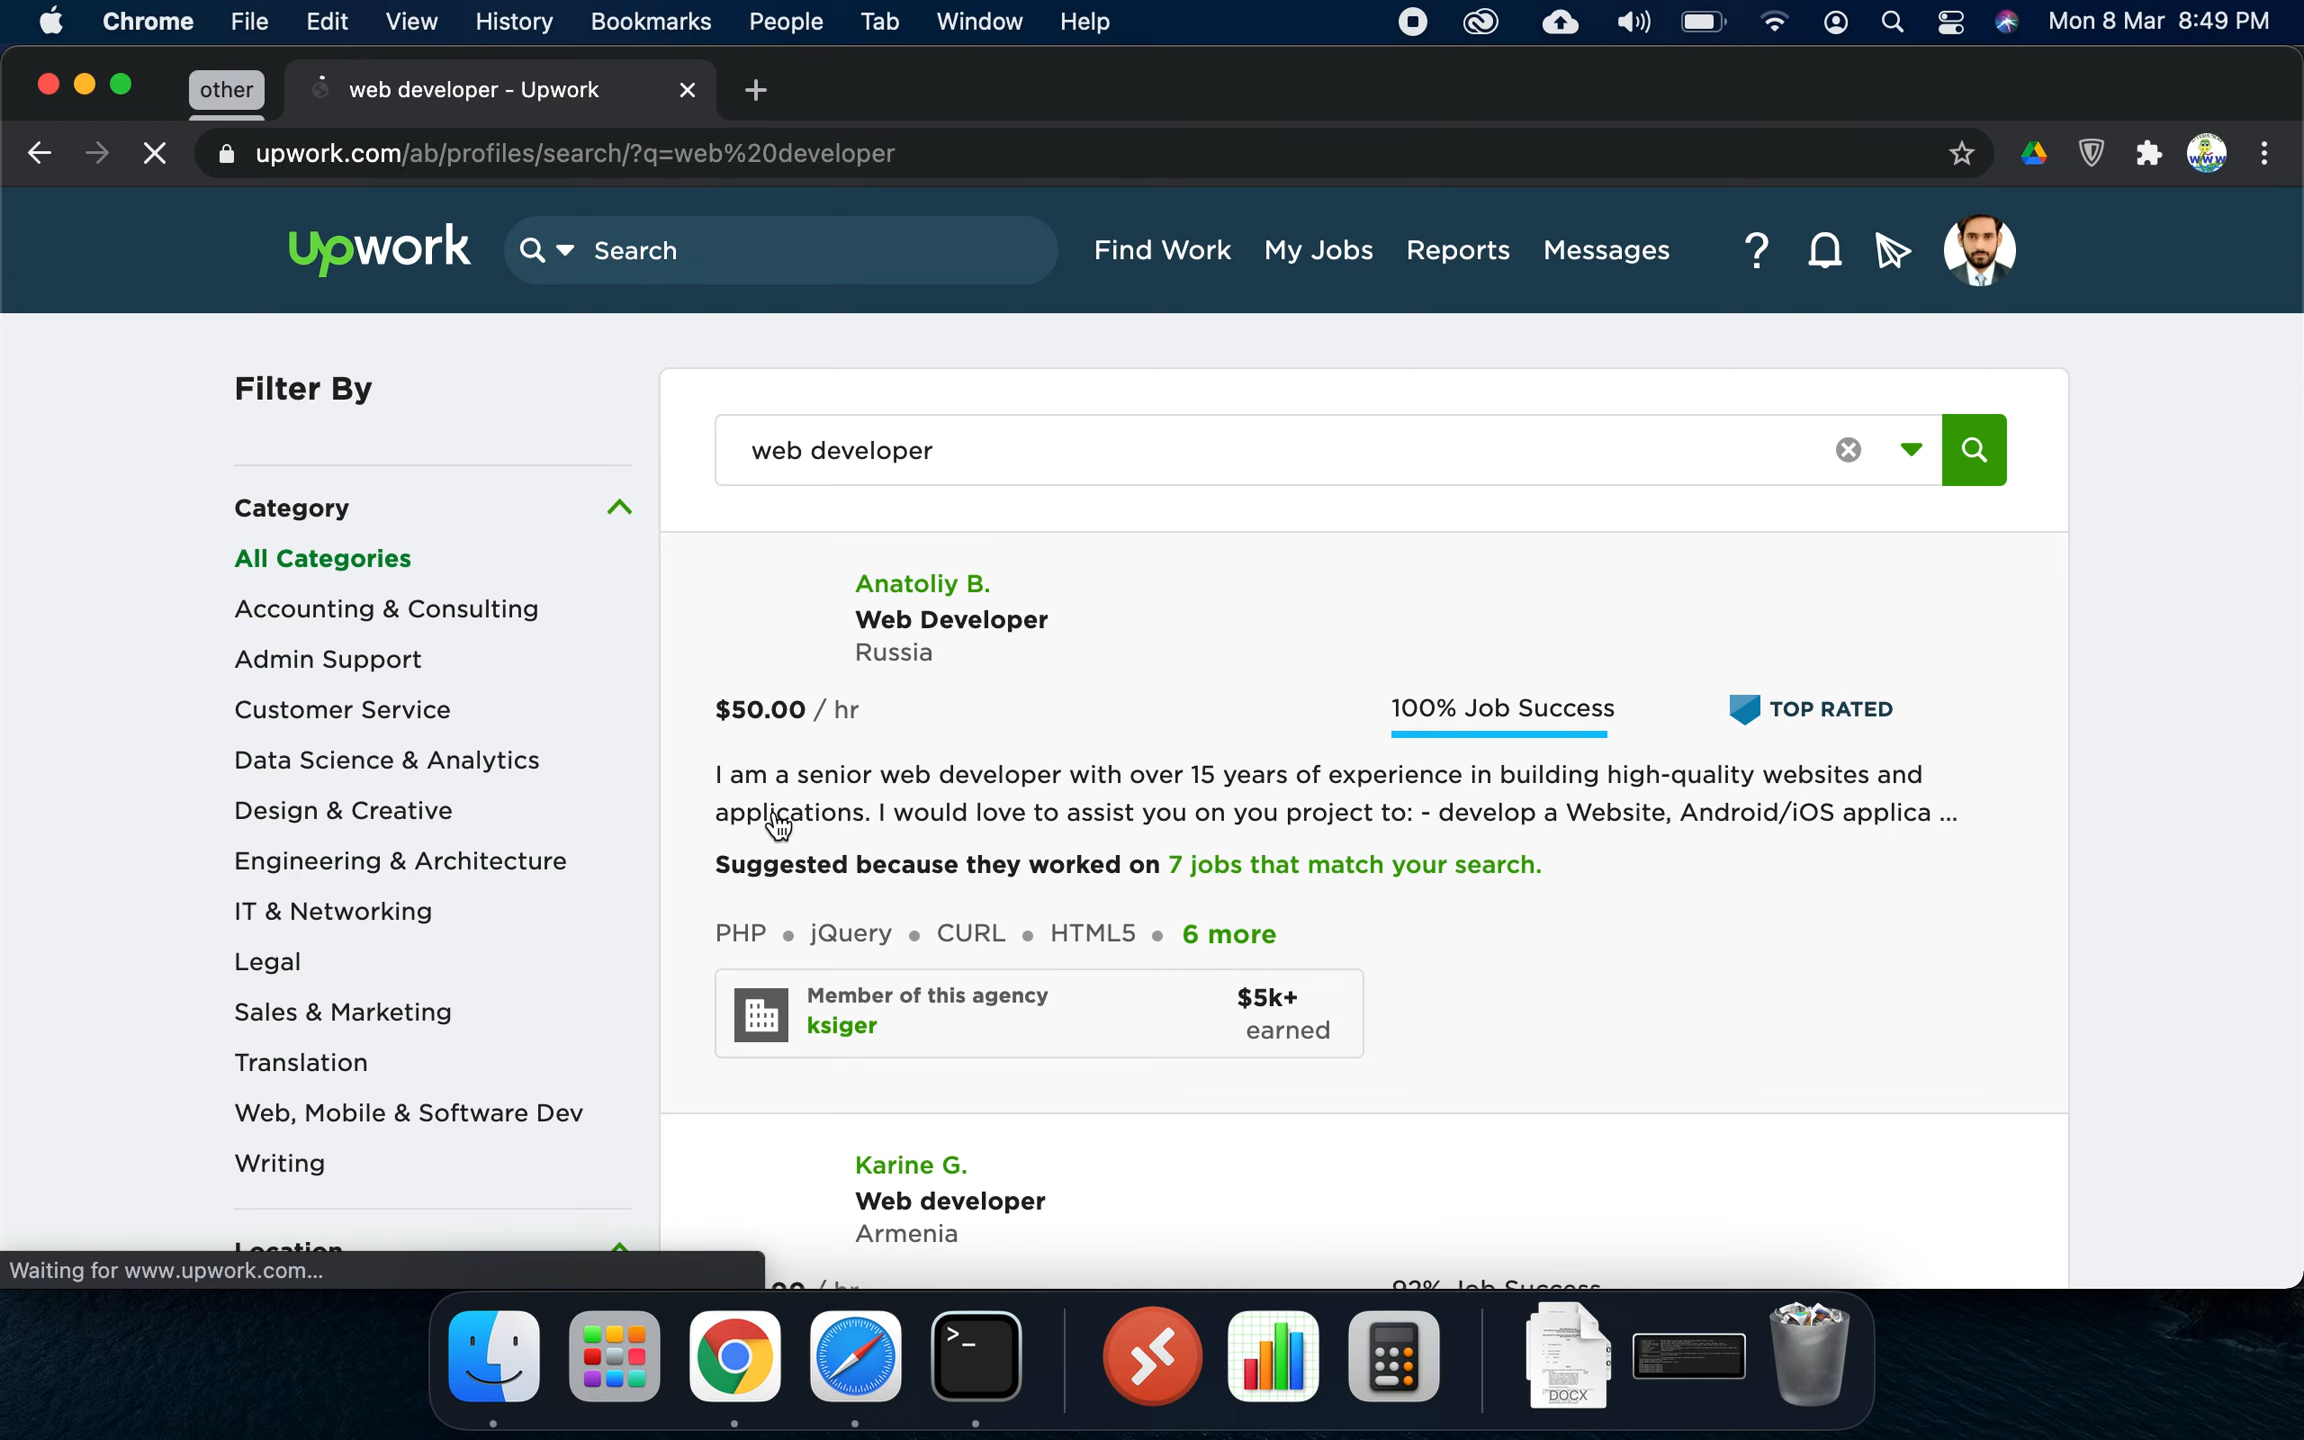 Chrome File Edit View History Bookmarks People Tab Window Help Mon 8 Mar 8:49 PM
other web developer - Upwork
upwork.com/ab/profiles/search/?q=web%20developer
upwork Search Find Work My Jobs Reports Messages
Filter By
web developer
Category
All Categories
Accounting & Consulting
Admin Support
Customer Service
Data Science & Analytics
Design & Creative
Engineering & Architecture
IT & Networking
Legal
Sales & Marketing
Translation
Web, Mobile & Software Dev
Writing
Location
Anatoliy B.
Web Developer
Russia
$50.00 / hr 100% Job Success TOP RATED
I am a senior web developer with over 15 years of experience in building high-quality websites and
applications. I would love to assist you on you project to: - develop a Website, Android/iOS applica ...
Suggested because they worked on 7 jobs that match your search.
PHP jQuery CURL HTML5 6 more
Member of this agency
ksiger
$5k+
earned
Karine G.
Web developer
Armenia
/ hr 92% Job Success
Waiting for www.upwork.com...
DOCX